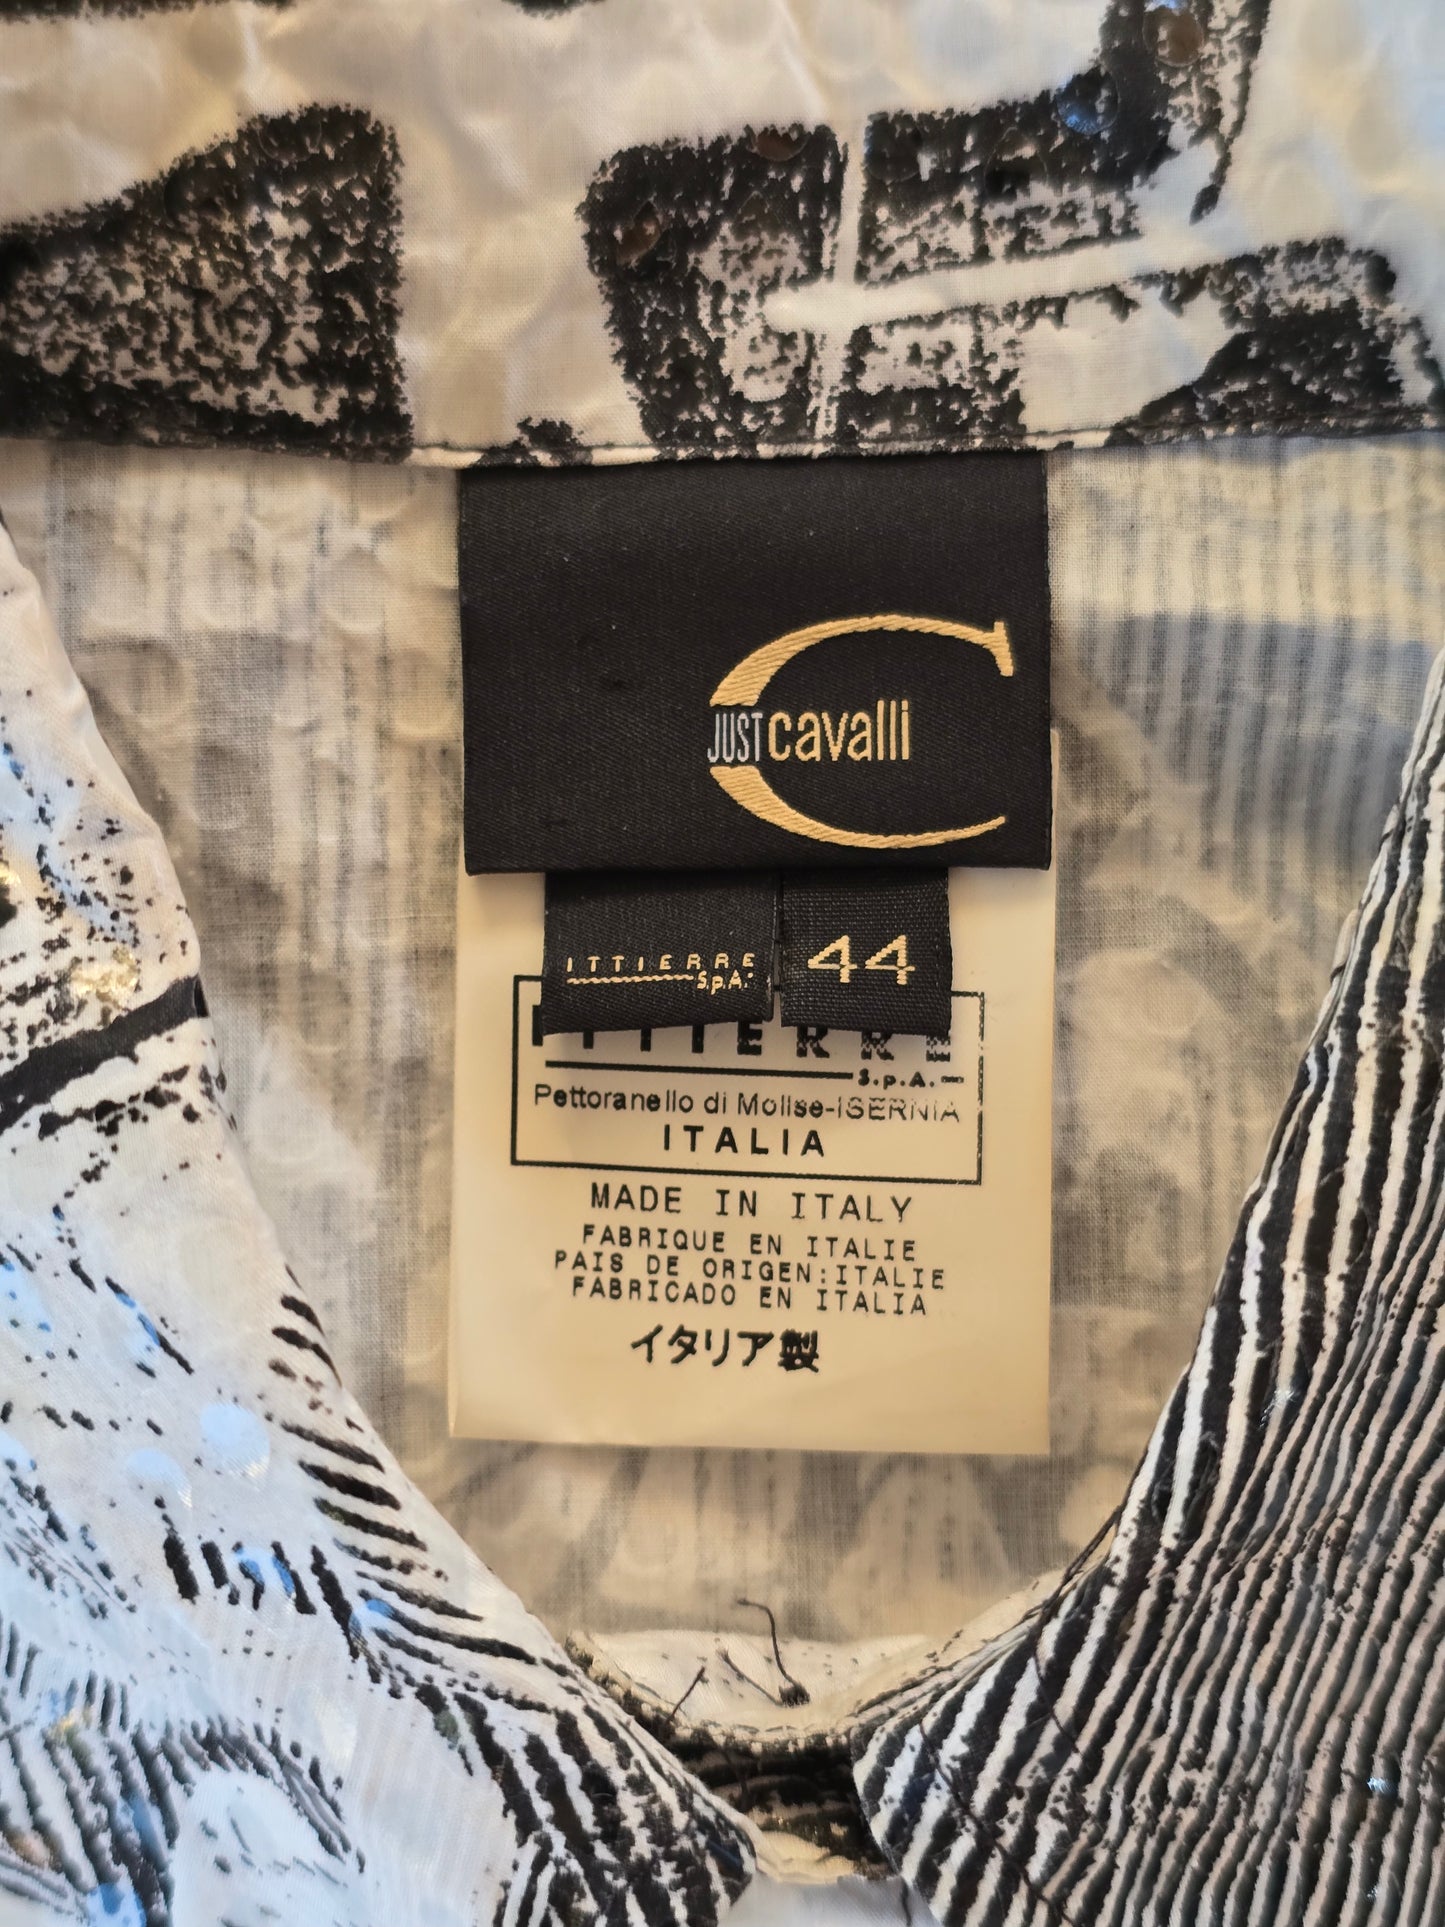 JUST cavalli
ITTIERRE
S.p.A.
44
ITTIERRE
S.p.A.
Pettoranello di Molise-ISERNIA
ITALIA
MADE IN ITALY
FABRIQUE EN ITALIE
PAIS DE ORIGEN:ITALIE
FABRICADO EN ITALIA
イタリア製